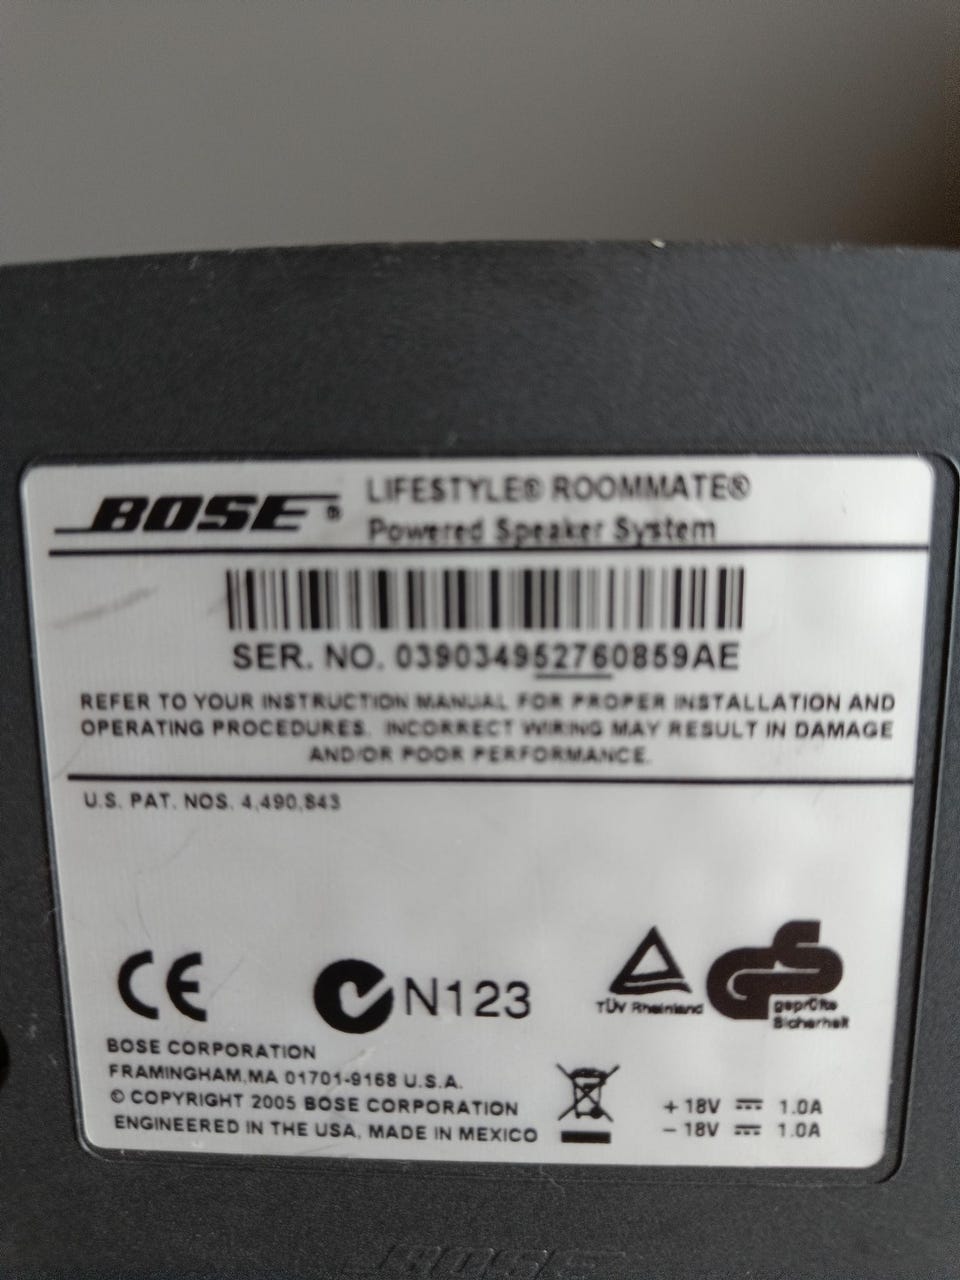 BOSE®
LIFESTYLE® ROOMMATE®
Powered Speaker System
SER. NO. 039034952760859AE
REFER TO YOUR INSTRUCTION MANUAL FOR PROPER INSTALLATION AND
OPERATING PROCEDURES. INCORRECT WIRING MAY RESULT IN DAMAGE
AND/OR POOR PERFORMANCE.
U.S. PAT. NOS. 4,490,843
CE
N123
TÜV Rheinland
geprüfte
Sicherheit
BOSE CORPORATION
FRAMINGHAM,MA 01701-9168 U.S.A.
© COPYRIGHT 2005 BOSE CORPORATION
ENGINEERED IN THE USA, MADE IN MEXICO
+18V 1.0A
−18V 1.0A
BOSE